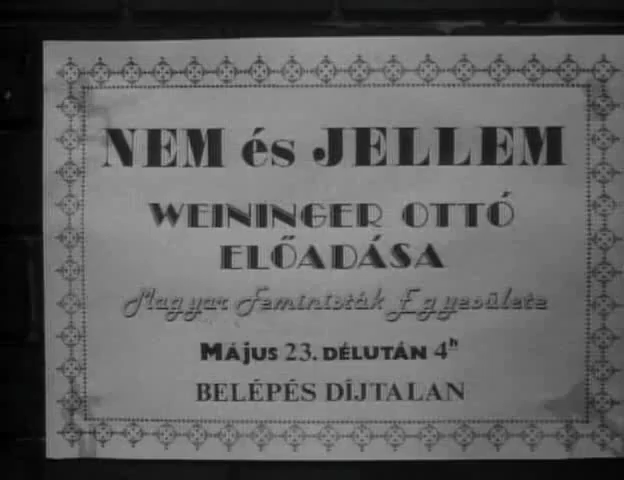 NEM és JELLEM
WEININGER OTTÓ
ELŐADÁSA
Magyar Feministák Egyesülete
MÁjus 23. DÉLUTÁN 4ʰ
BELÉPÉS DÍJTALAN